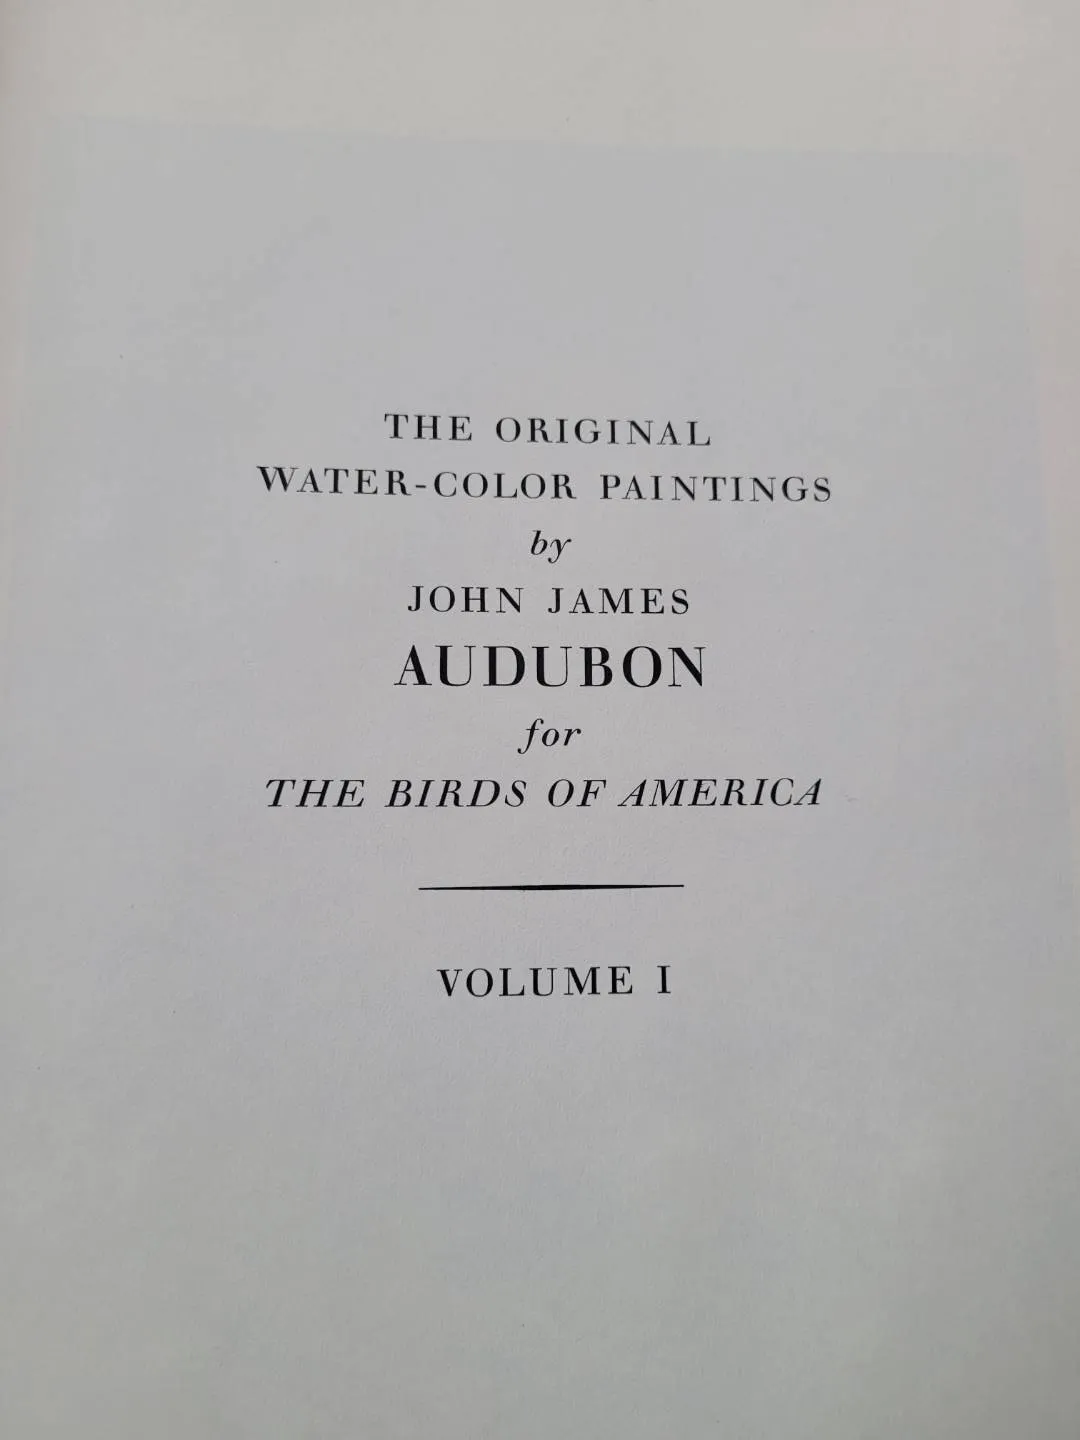 THE ORIGINAL
WATER-COLOR PAINTINGS
by
JOHN JAMES
AUDUBON
for
THE BIRDS OF AMERICA
VOLUME I